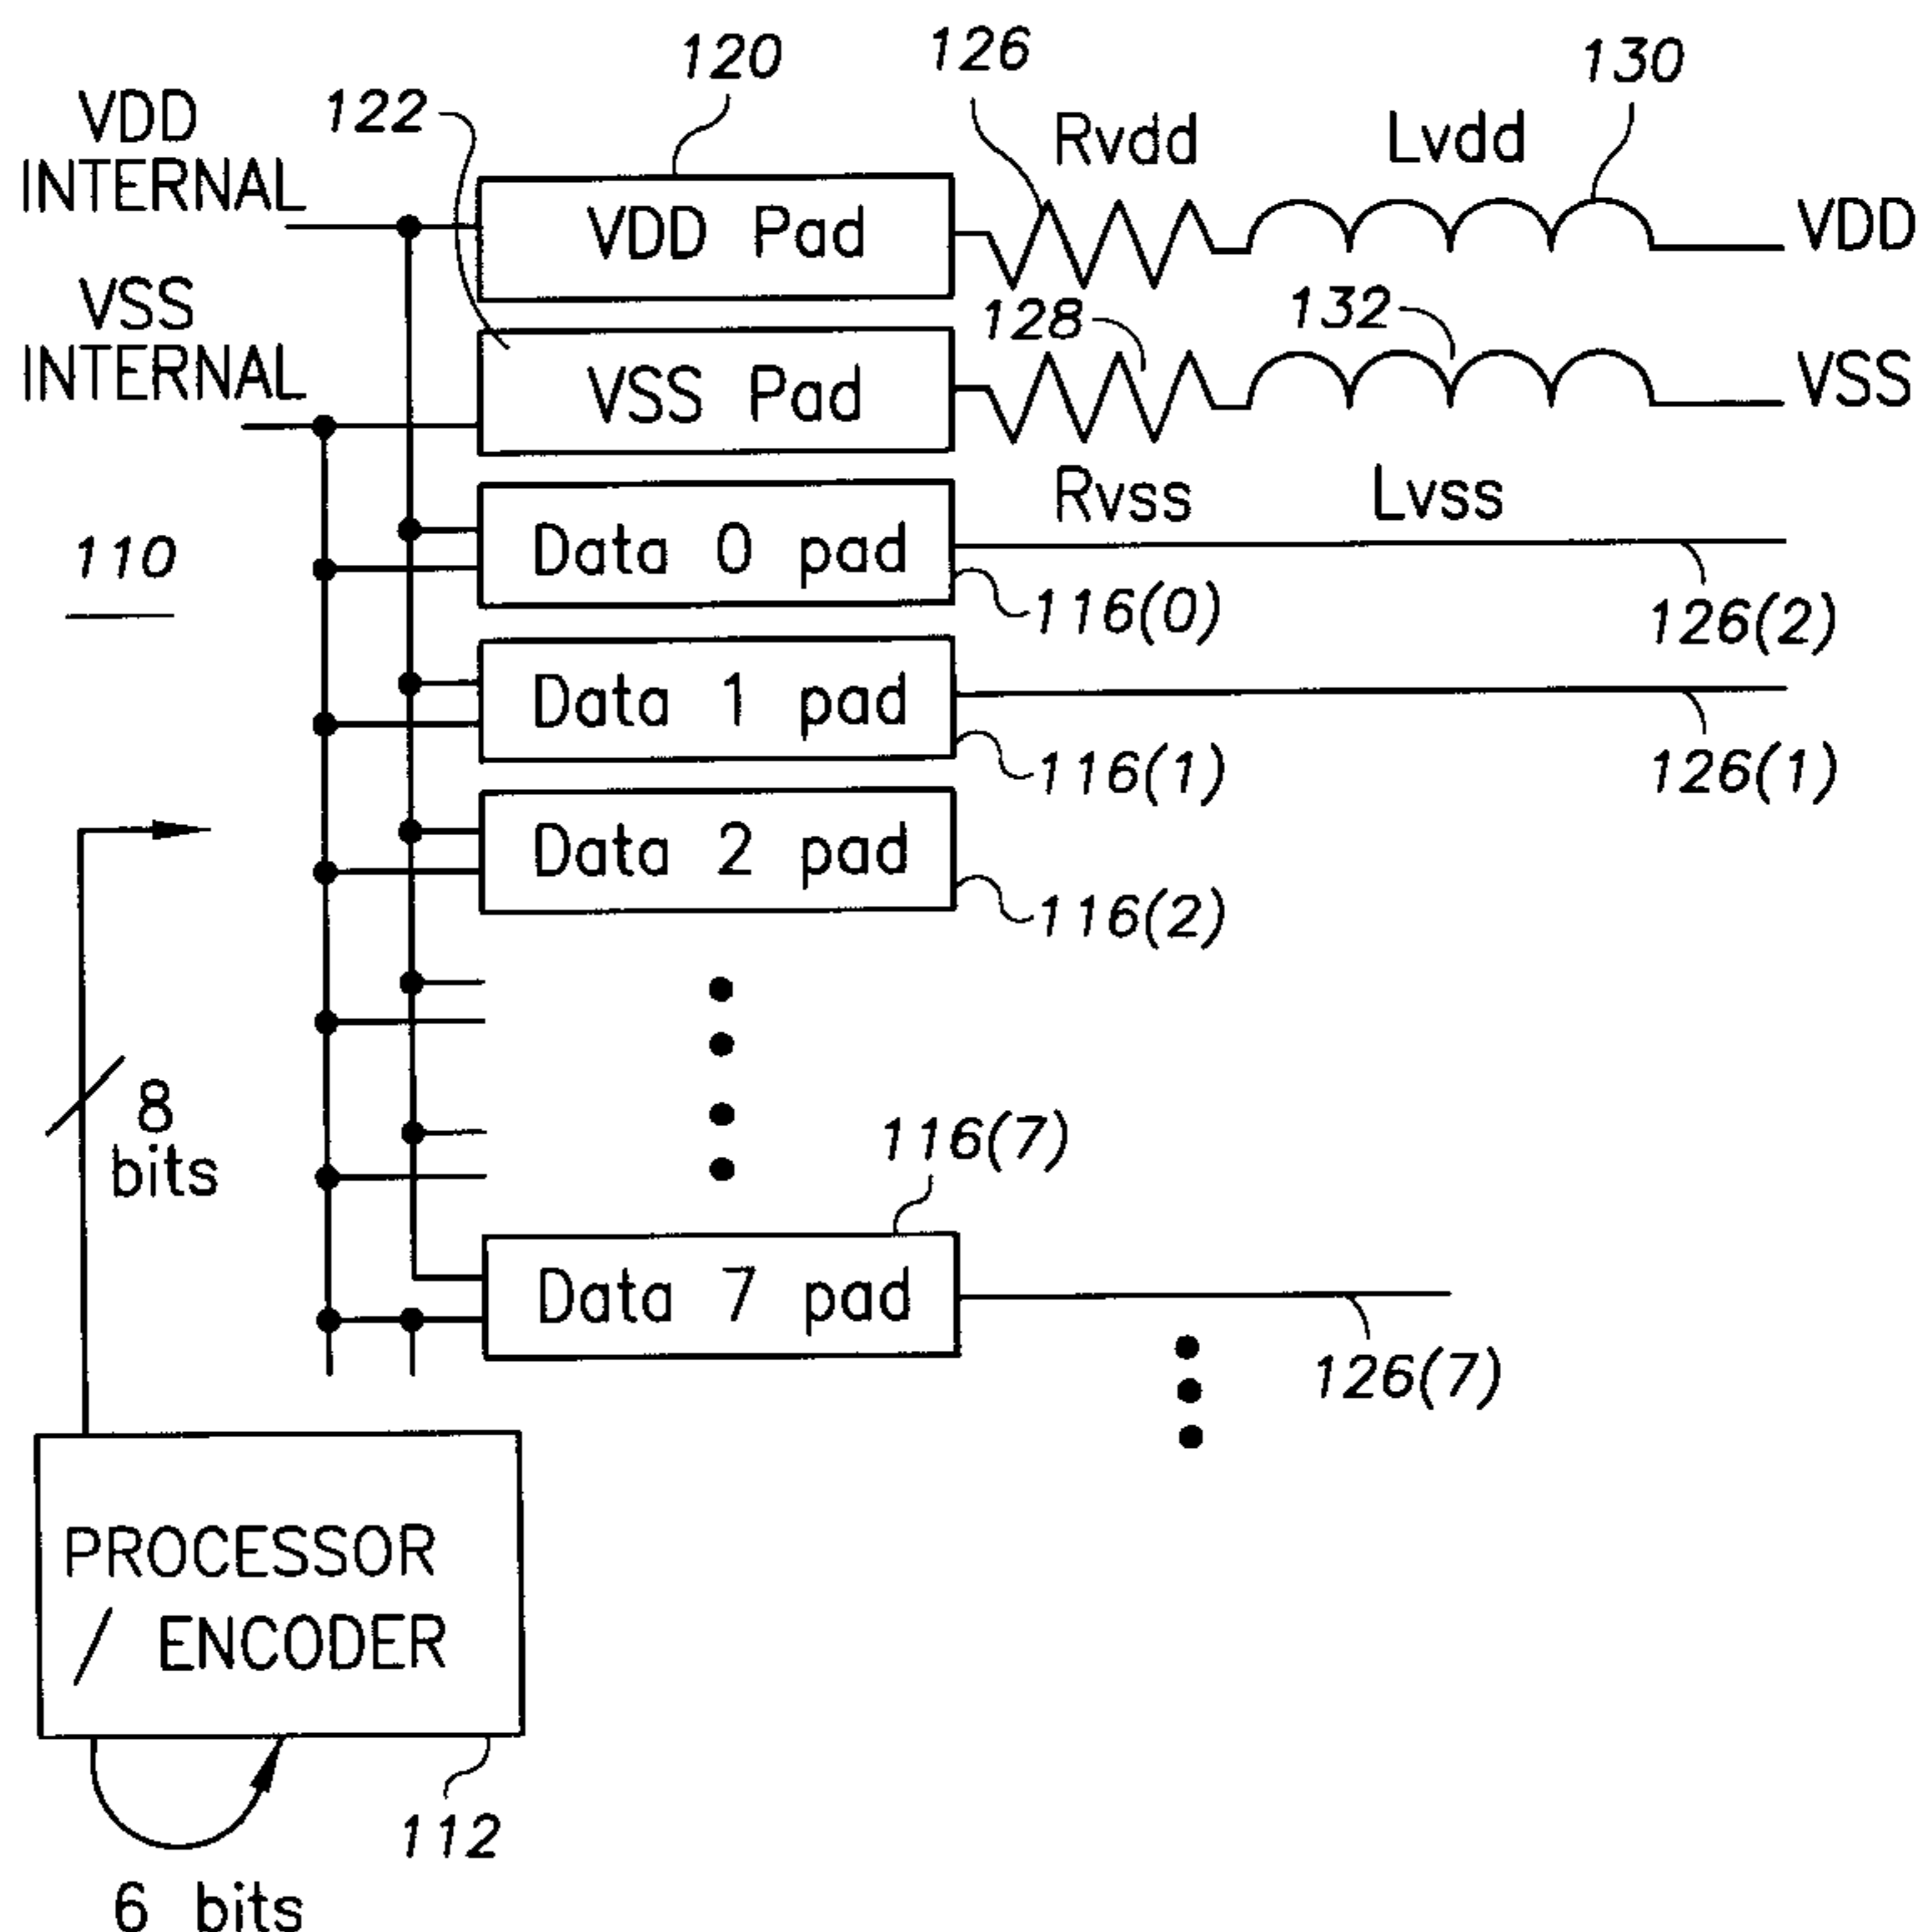 120
126
130
VDD
INTERNAL
122
Rvdd
Lvdd
VDD Pad
VDD
VSS
INTERNAL
128
132
VSS Pad
VSS
Rvss
Lvss
110
Data 0 pad
116(0)
126(2)
Data 1 pad
116(1)
126(1)
Data 2 pad
116(2)
8
bits
116(7)
Data 7 pad
126(7)
PROCESSOR
/ ENCODER
112
6 bits